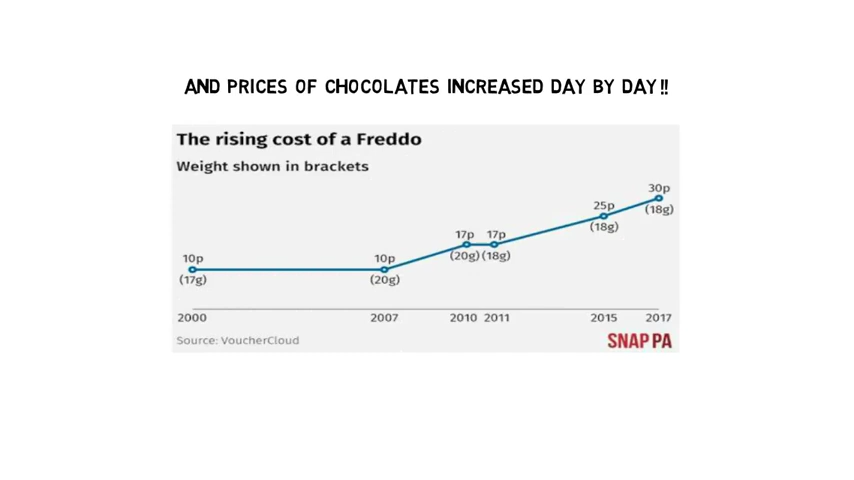 AND PRICES OF CHOCOLATES INCREASED DAY BY DAY!!
The rising cost of a Freddo
Weight shown in brackets
30p
(18g)
25p
(18g)
17p 17p
(20g) (18g)
10p
(17g)
10p
(20g)
2000 2007 2010 2011 2015 2017
Source: VoucherCloud
SNAP PA